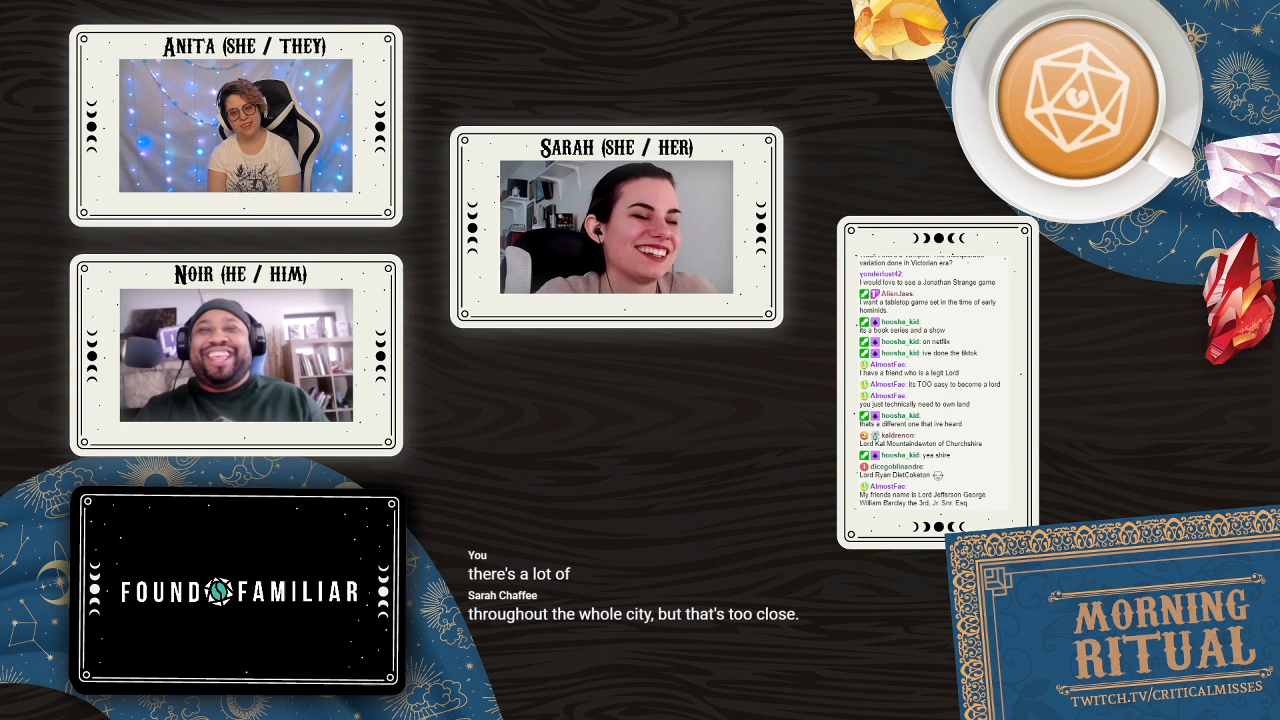 ANITA (SHE / THEY)
SARAH (SHE / HER)
NOIR (HE / HIM)
variation done in Victorian era?
yonderlust42:
I would love to see a Jonathan Strange game
AlienJaes:
I want a tabletop game set in the time of early
hominids.
hoosha_kid:
its a book series and a show
hoosha_kid: on netflix
hoosha_kid: ive done the tiktok
AlmostFae:
I have a friend who is a legit Lord
AlmostFae: its TOO easy to become a lord
AlmostFae:
you just technically need to own land
hoosha_kid:
thats a different one that ive heard
kaldrenon:
Lord Kal Mountaindewton of Churchshire
hoosha_kid: yea shire
dicegoblinandre:
Lord Ryan DietCoketon
AlmostFae:
My friends name is Lord Jefferson George
William Barclay the 3rd, Jr. Snr. Esq.
FOUND FAMILIAR
You
there's a lot of
Sarah Chaffee
throughout the whole city, but that's too close.
MORNING
RITUAL
TWITCH.TV/CRITICALMISSES